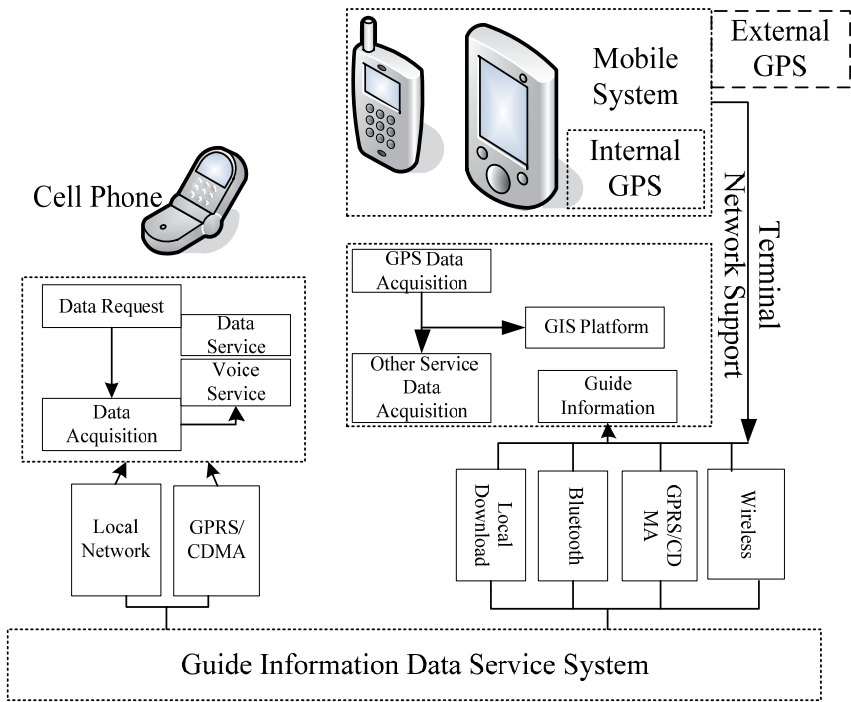 External
GPS
Mobile
System
Internal
GPS
Cell Phone
Terminal
Network Support
Data Request
Data
Service
Voice
Service
Data
Acquisition
GPS Data
Acquisition
GIS Platform
Other Service
Data
Acquisition
Guide
Information
Local
Network
GPRS/
CDMA
Local
Download
Bluetooth
GPRS/CD
MA
Wireless
Guide Information Data Service System